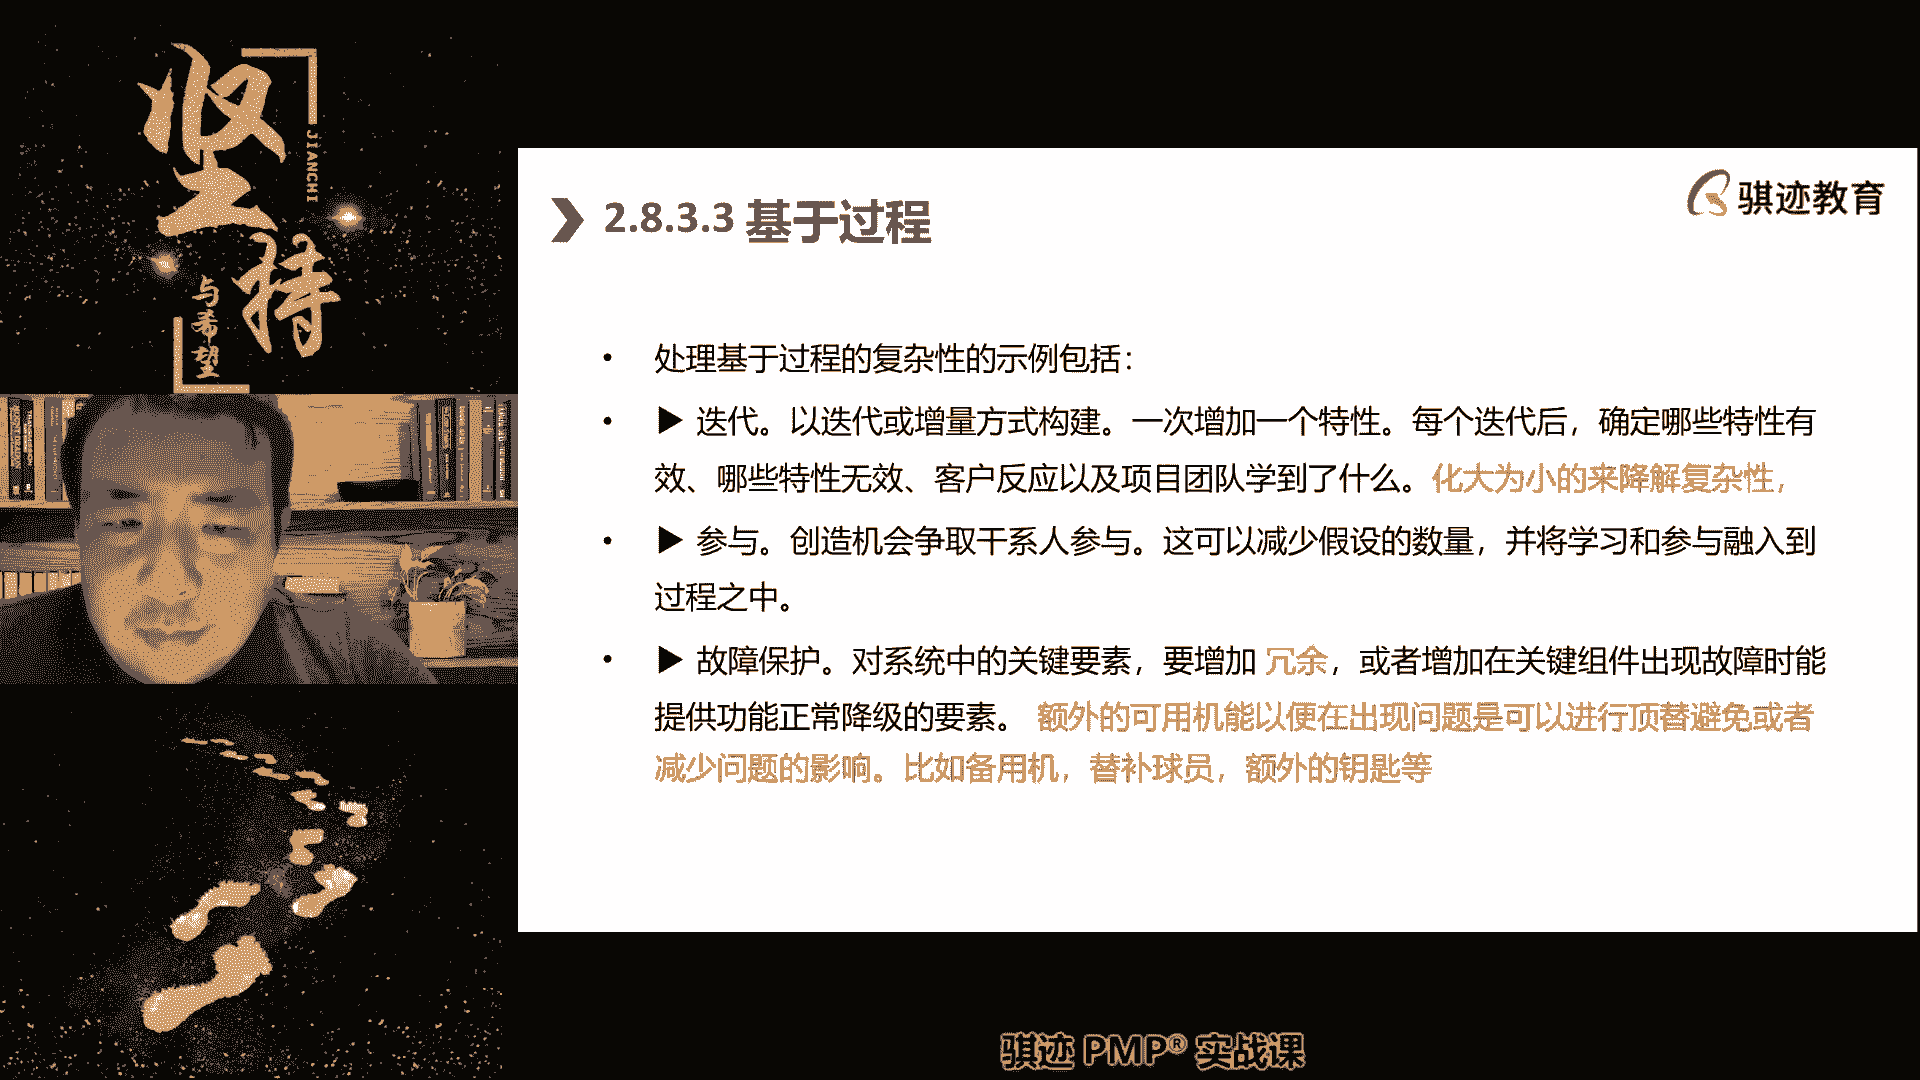 坚持
JIANCHI
与希望
骐迹教育
2.8.3.3 基于过程
• 处理基于过程的复杂性的示例包括：
• ▶ 迭代。以迭代或增量方式构建。一次增加一个特性。每个迭代后，确定哪些特性有
效、哪些特性无效、客户反应以及项目团队学到了什么。化大为小的来降解复杂性，
• ▶ 参与。创造机会争取干系人参与。这可以减少假设的数量，并将学习和参与融入到
过程之中。
• ▶ 故障保护。对系统中的关键要素，要增加 冗余，或者增加在关键组件出现故障时能
提供功能正常降级的要素。 额外的可用机能以便在出现问题是可以进行顶替避免或者
减少问题的影响。比如备用机，替补球员，额外的钥匙等
骐迹 PMP® 实战课